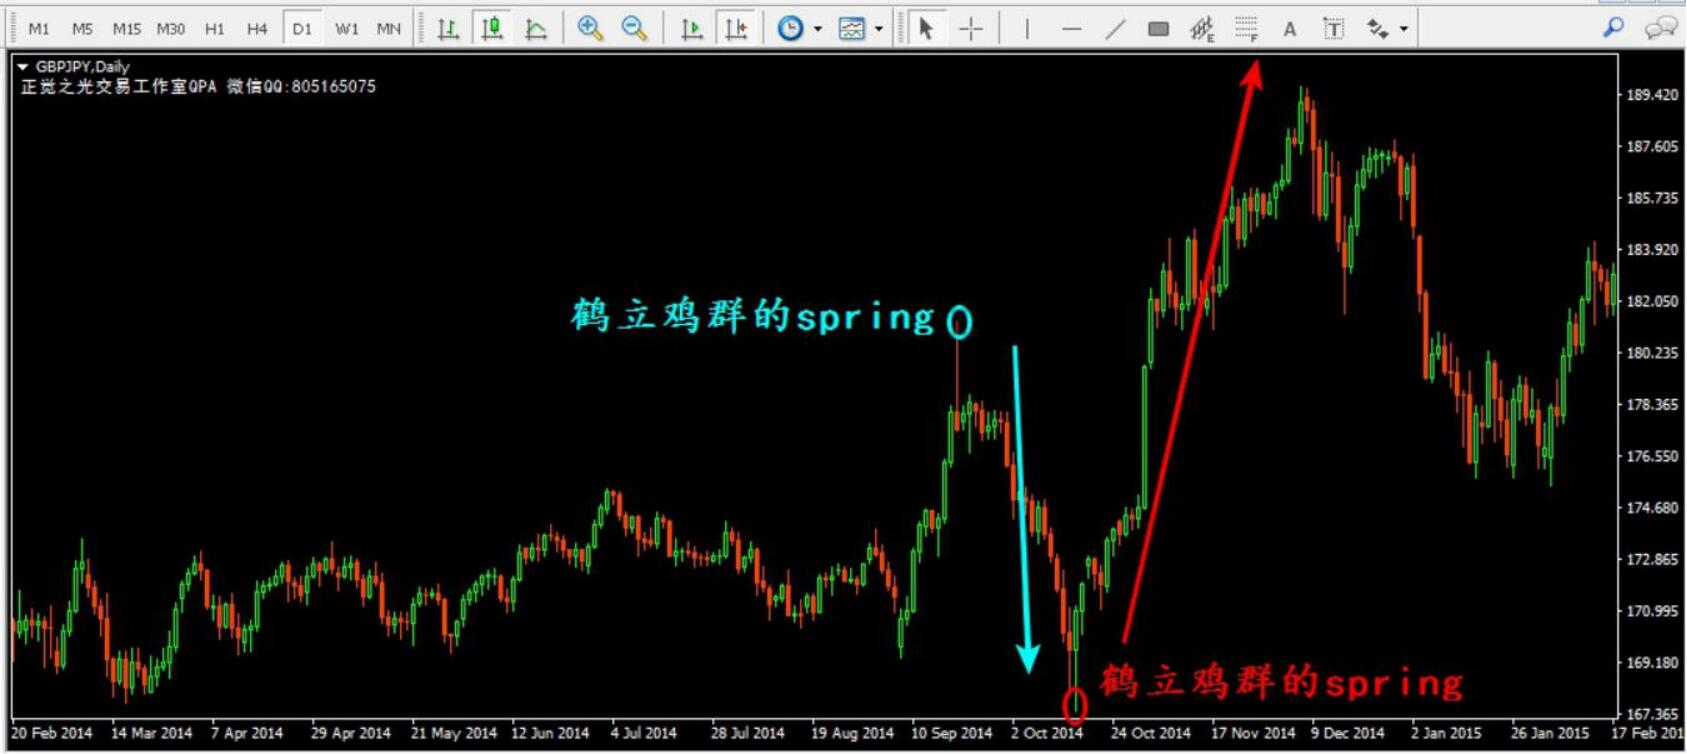 M1 M5 M15 M30 H1 H4 D1 W1 MN E F A T
GBPJPY,Daily
正觉之光交易工作室QPA 微信QQ:805165075
189.420
187.605
185.735
183.920
鹤立鸡群的spring
182.050
180.235
178.365
176.550
174.680
172.865
170.995
169.180
鹤立鸡群的spring
167.365
20 Feb 2014 14 Mar 2014 7 Apr 2014 29 Apr 2014 21 May 2014 12 Jun 2014 4 Jul 2014 28 Jul 2014 19 Aug 2014 10 Sep 2014 2 Oct 2014 24 Oct 2014 17 Nov 2014 9 Dec 2014 2 Jan 2015 26 Jan 2015 17 Feb 201